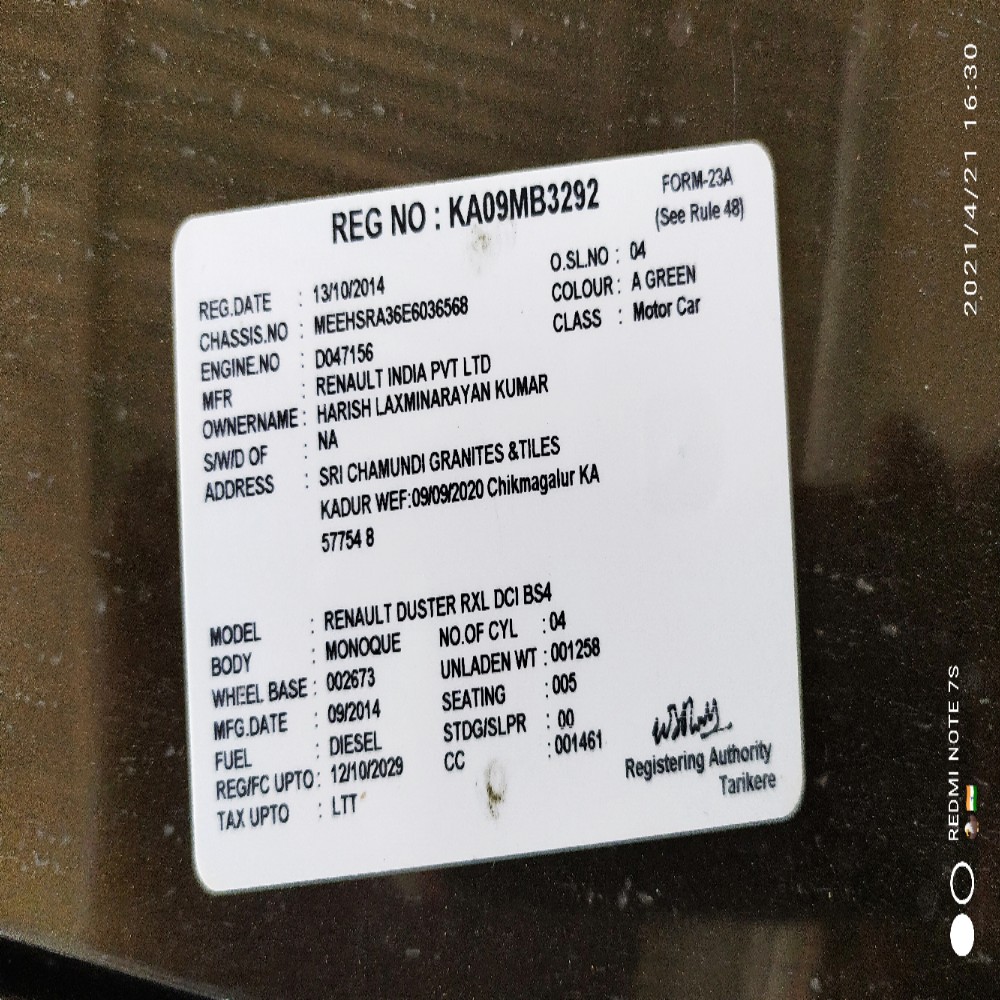 REG NO : KA09MB3292
FORM-23A
(See Rule 48)
REG.DATE : 13/10/2014
O.SL.NO : 04
CHASSIS.NO : MEEHSRA36E6036568
COLOUR : A GREEN
ENGINE.NO : D047156
CLASS : Motor Car
MFR : RENAULT INDIA PVT LTD
OWNERNAME : HARISH LAXMINARAYAN KUMAR
S/W/D OF : NA
ADDRESS : SRI CHAMUNDI GRANITES &TILES
KADUR WEF:09/09/2020 Chikmagalur KA
57754 8
MODEL : RENAULT DUSTER RXL DCI BS4
BODY : MONOQUE
NO.OF CYL : 04
WHEEL BASE : 002673
UNLADEN WT : 001258
MFG.DATE : 09/2014
SEATING : 005
FUEL : DIESEL
STDG/SLPR : 00
REG/FC UPTO : 12/10/2029
CC : 001461
TAX UPTO : LTT
Registering Authority
Tarikere
2021/4/21 16:30
REDMI NOTE 7S